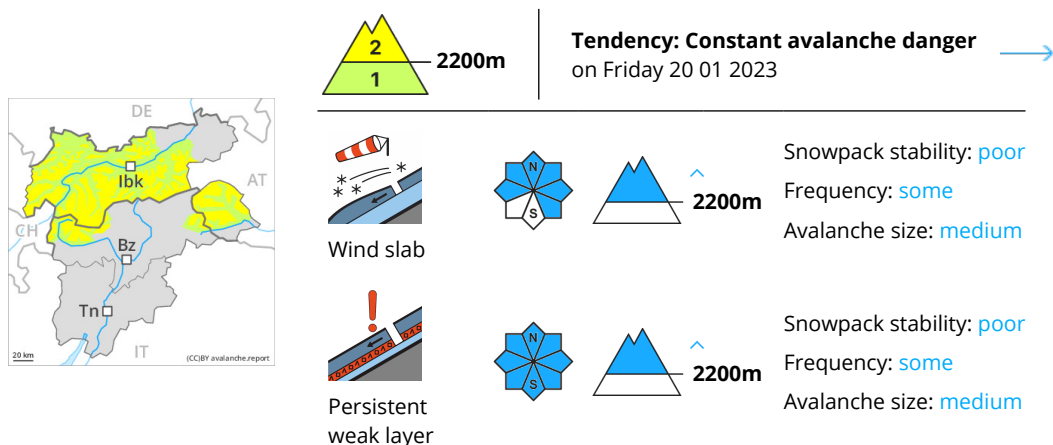 2
1
2200m
Tendency: Constant avalanche danger
on Friday 20 01 2023
DE
Ibk
AT
CH
Bz
Tn
IT
20 km
(CC)BY avalanche.report
Wind slab
N
S
2200m
Snowpack stability: poor
Frequency: some
Avalanche size: medium
Persistent
weak layer
N
S
2200m
Snowpack stability: poor
Frequency: some
Avalanche size: medium